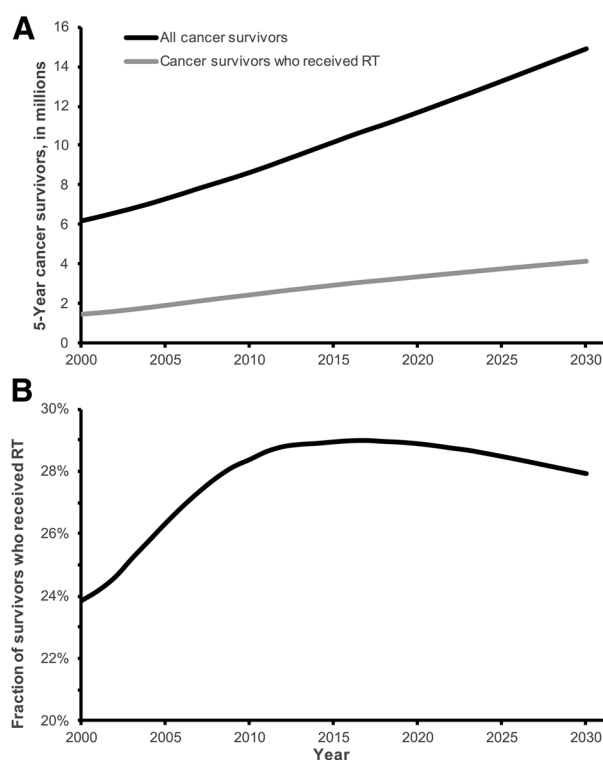 A
16
14
12
10
8
6
4
2
0
5-Year cancer survivors, in millions
All cancer survivors
Cancer survivors who received RT
2000 2005 2010 2015 2020 2025 2030
B
30%
28%
26%
24%
22%
20%
Fraction of survivors who received RT
2000 2005 2010 2015 2020 2025 2030
Year